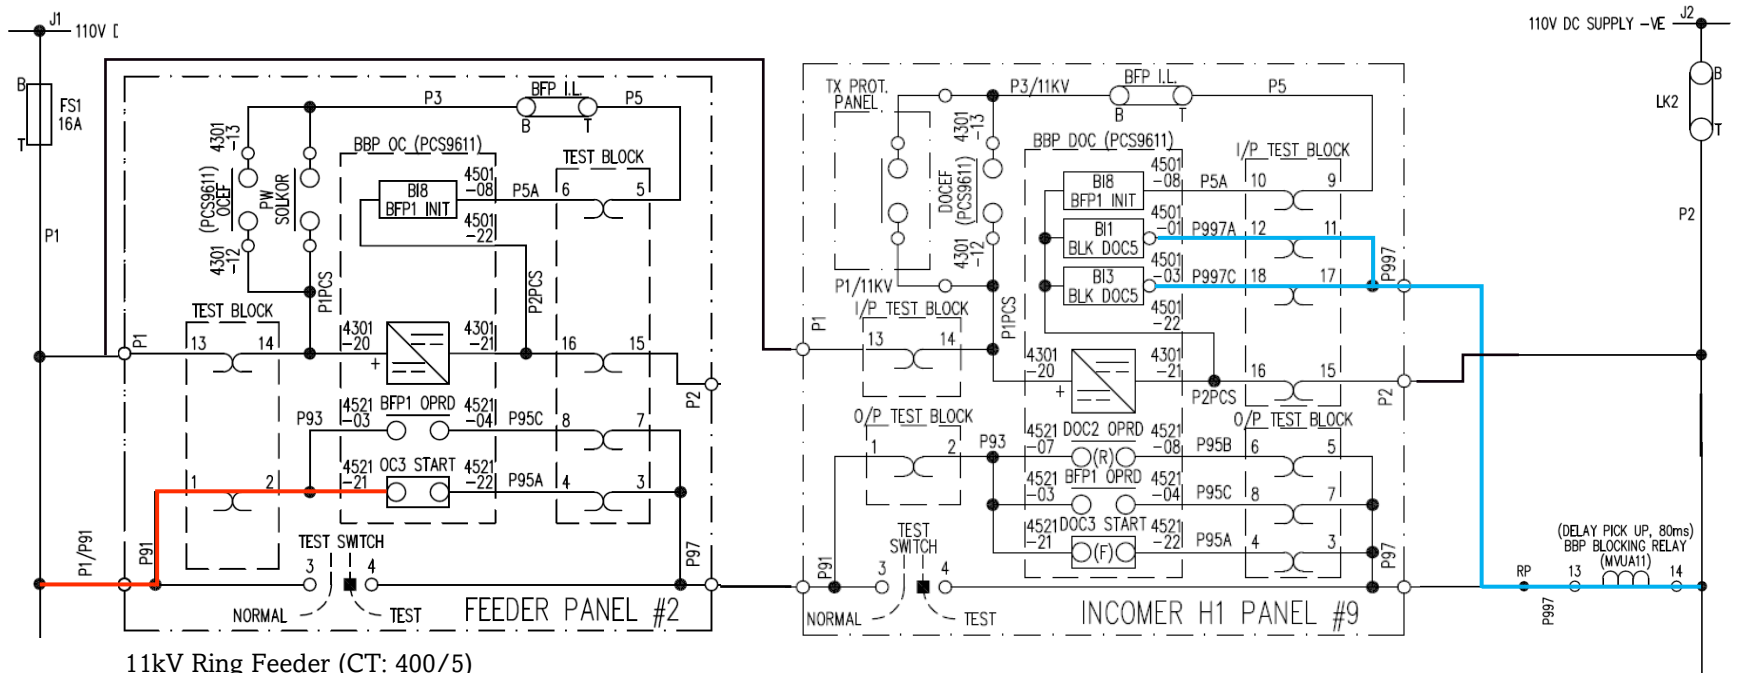 J1
110V D
B
FS1
16A
T
P1
P1/P91
P3
BFP I.L.
B
T
P5
4301
-13
(PCS9611)
OCEF
PW
SOLKOR
4301
-12
BBP OC (PCS9611)
BI8
BFP1 INIT
4501
-08
P5A
4501
-22
TEST BLOCK
6
5
P1PCS
P2PCS
TEST BLOCK
P1
13
14
4301
-20
+
4301
-21
16
15
P2
P93
4521
-03
BFP1 OPRD
4521
-04
P95C
8
7
1
2
4521
-21
OC3 START
4521
-22
P95A
4
3
P91
TEST SWITCH
3
4
P97
NORMAL
TEST
FEEDER PANEL #2
11kV Ring Feeder (CT: 400/5)
TX PROT.
PANEL
P3/11KV
BFP I.L.
B
T
P5
4301
-13
DOCEF
(PCS9611)
4301
-12
BBP DOC (PCS9611)
BI8
BFP1 INIT
4501
-08
P5A
I/P TEST BLOCK
10
9
BI1
BLK DOC5
4501
-01
P997A
12
11
BI3
BLK DOC5
4501
-03
P997C
18
17
P997
4501
-22
P1/11KV
I/P TEST BLOCK
P1
13
14
P1PCS
4301
-20
+
4301
-21
P2PCS
16
15
P2
O/P TEST BLOCK
1
2
P93
4521
-07
DOC2 OPRD
(R)
4521
-08
P95B
O/P TEST BLOCK
6
5
4521
-03
BFP1 OPRD
4521
-04
P95C
8
7
4521
-21
DOC3 START
(F)
4521
-22
P95A
4
3
P91
TEST
SWITCH
3
4
P97
NORMAL
TEST
INCOMER H1 PANEL #9
110V DC SUPPLY -VE
J2
B
LK2
T
P2
(DELAY PICK UP, 80ms)
BBP BLOCKING RELAY
(MVUA11)
RP
13
14
P997